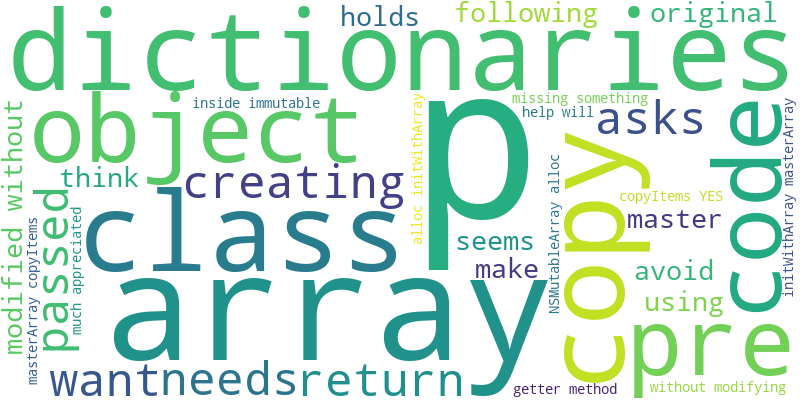 holds
following
original
dictionaries
inside immutable
missing something
help will
object
p
asks
code
think
creating
alloc initWithArray
copy
copyItems YES
modified without
passed
class
master
seems
make
avoid
using
NSMutableArray alloc
initWithArray masterArray
masterArray copyItems
much appreciated
array
pre
want
needs
return
getter method
without modifying